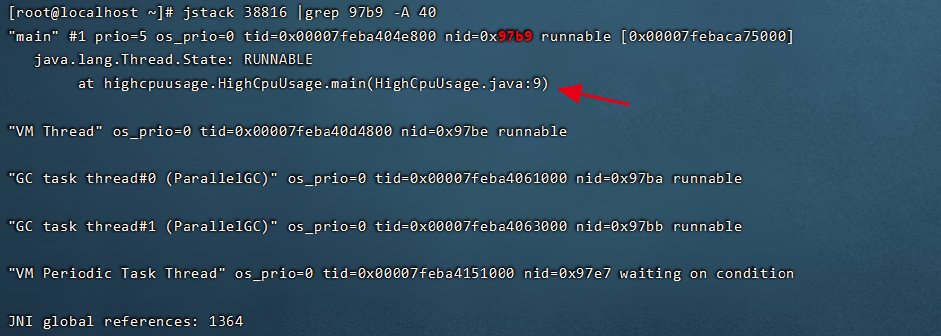 [root@localhost ~]# jstack 38816 |grep 97b9 -A 40
"main" #1 prio=5 os_prio=0 tid=0x00007feba404e800 nid=0x97b9 runnable [0x00007febaca75000]
   java.lang.Thread.State: RUNNABLE
        at highcpuusage.HighCpuUsage.main(HighCpuUsage.java:9)
"VM Thread" os_prio=0 tid=0x00007feba40d4800 nid=0x97be runnable
"GC task thread#0 (ParallelGC)" os_prio=0 tid=0x00007feba4061000 nid=0x97ba runnable
"GC task thread#1 (ParallelGC)" os_prio=0 tid=0x00007feba4063000 nid=0x97bb runnable
"VM Periodic Task Thread" os_prio=0 tid=0x00007feba4151000 nid=0x97e7 waiting on condition
JNI global references: 1364